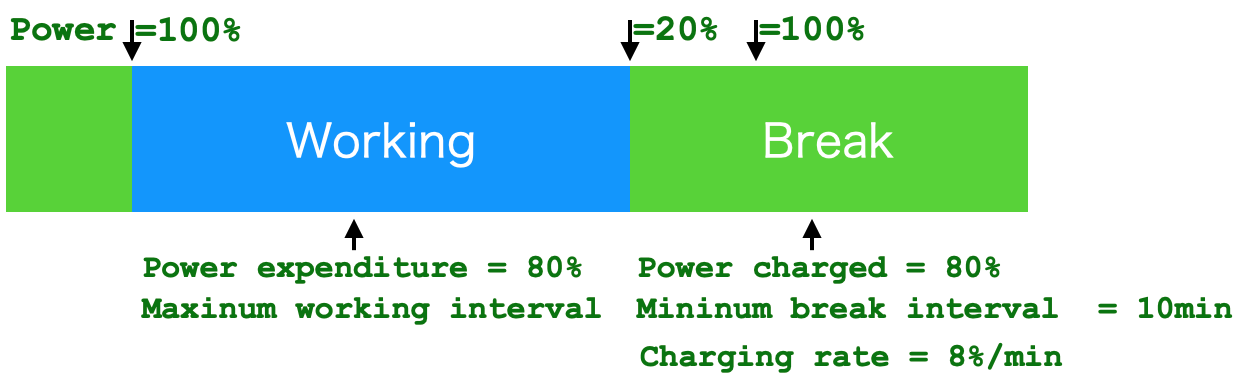 Power =100% =20% =100%
Working Break
Power expenditure = 80% Power charged = 80%
Maxinum working interval Mininum break interval = 10min
Charging rate = 8%/min